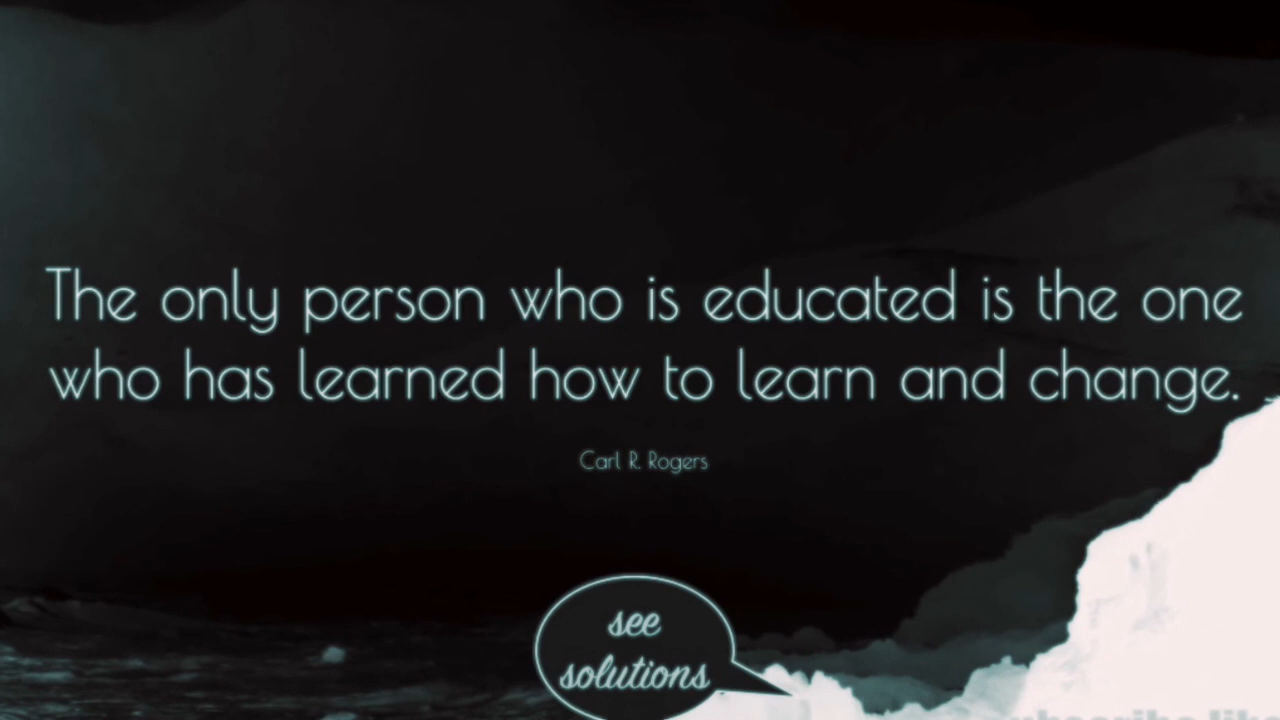 The only person who is educated is the one
who has learned how to learn and change.
Carl R. Rogers
see
solutions